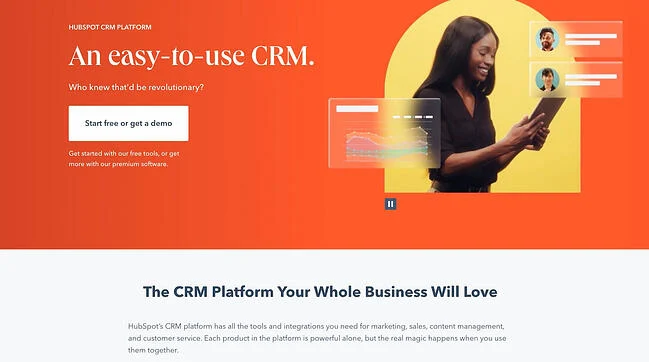 HUBSPOT CRM PLATFORM
An easy-to-use CRM.
Who knew that'd be revolutionary?
Start free or get a demo
Get started with our free tools, or get
more with our premium software.
The CRM Platform Your Whole Business Will Love
HubSpot's CRM platform has all the tools and integrations you need for marketing, sales, content management,
and customer service. Each product in the platform is powerful alone, but the real magic happens when you use
them together.